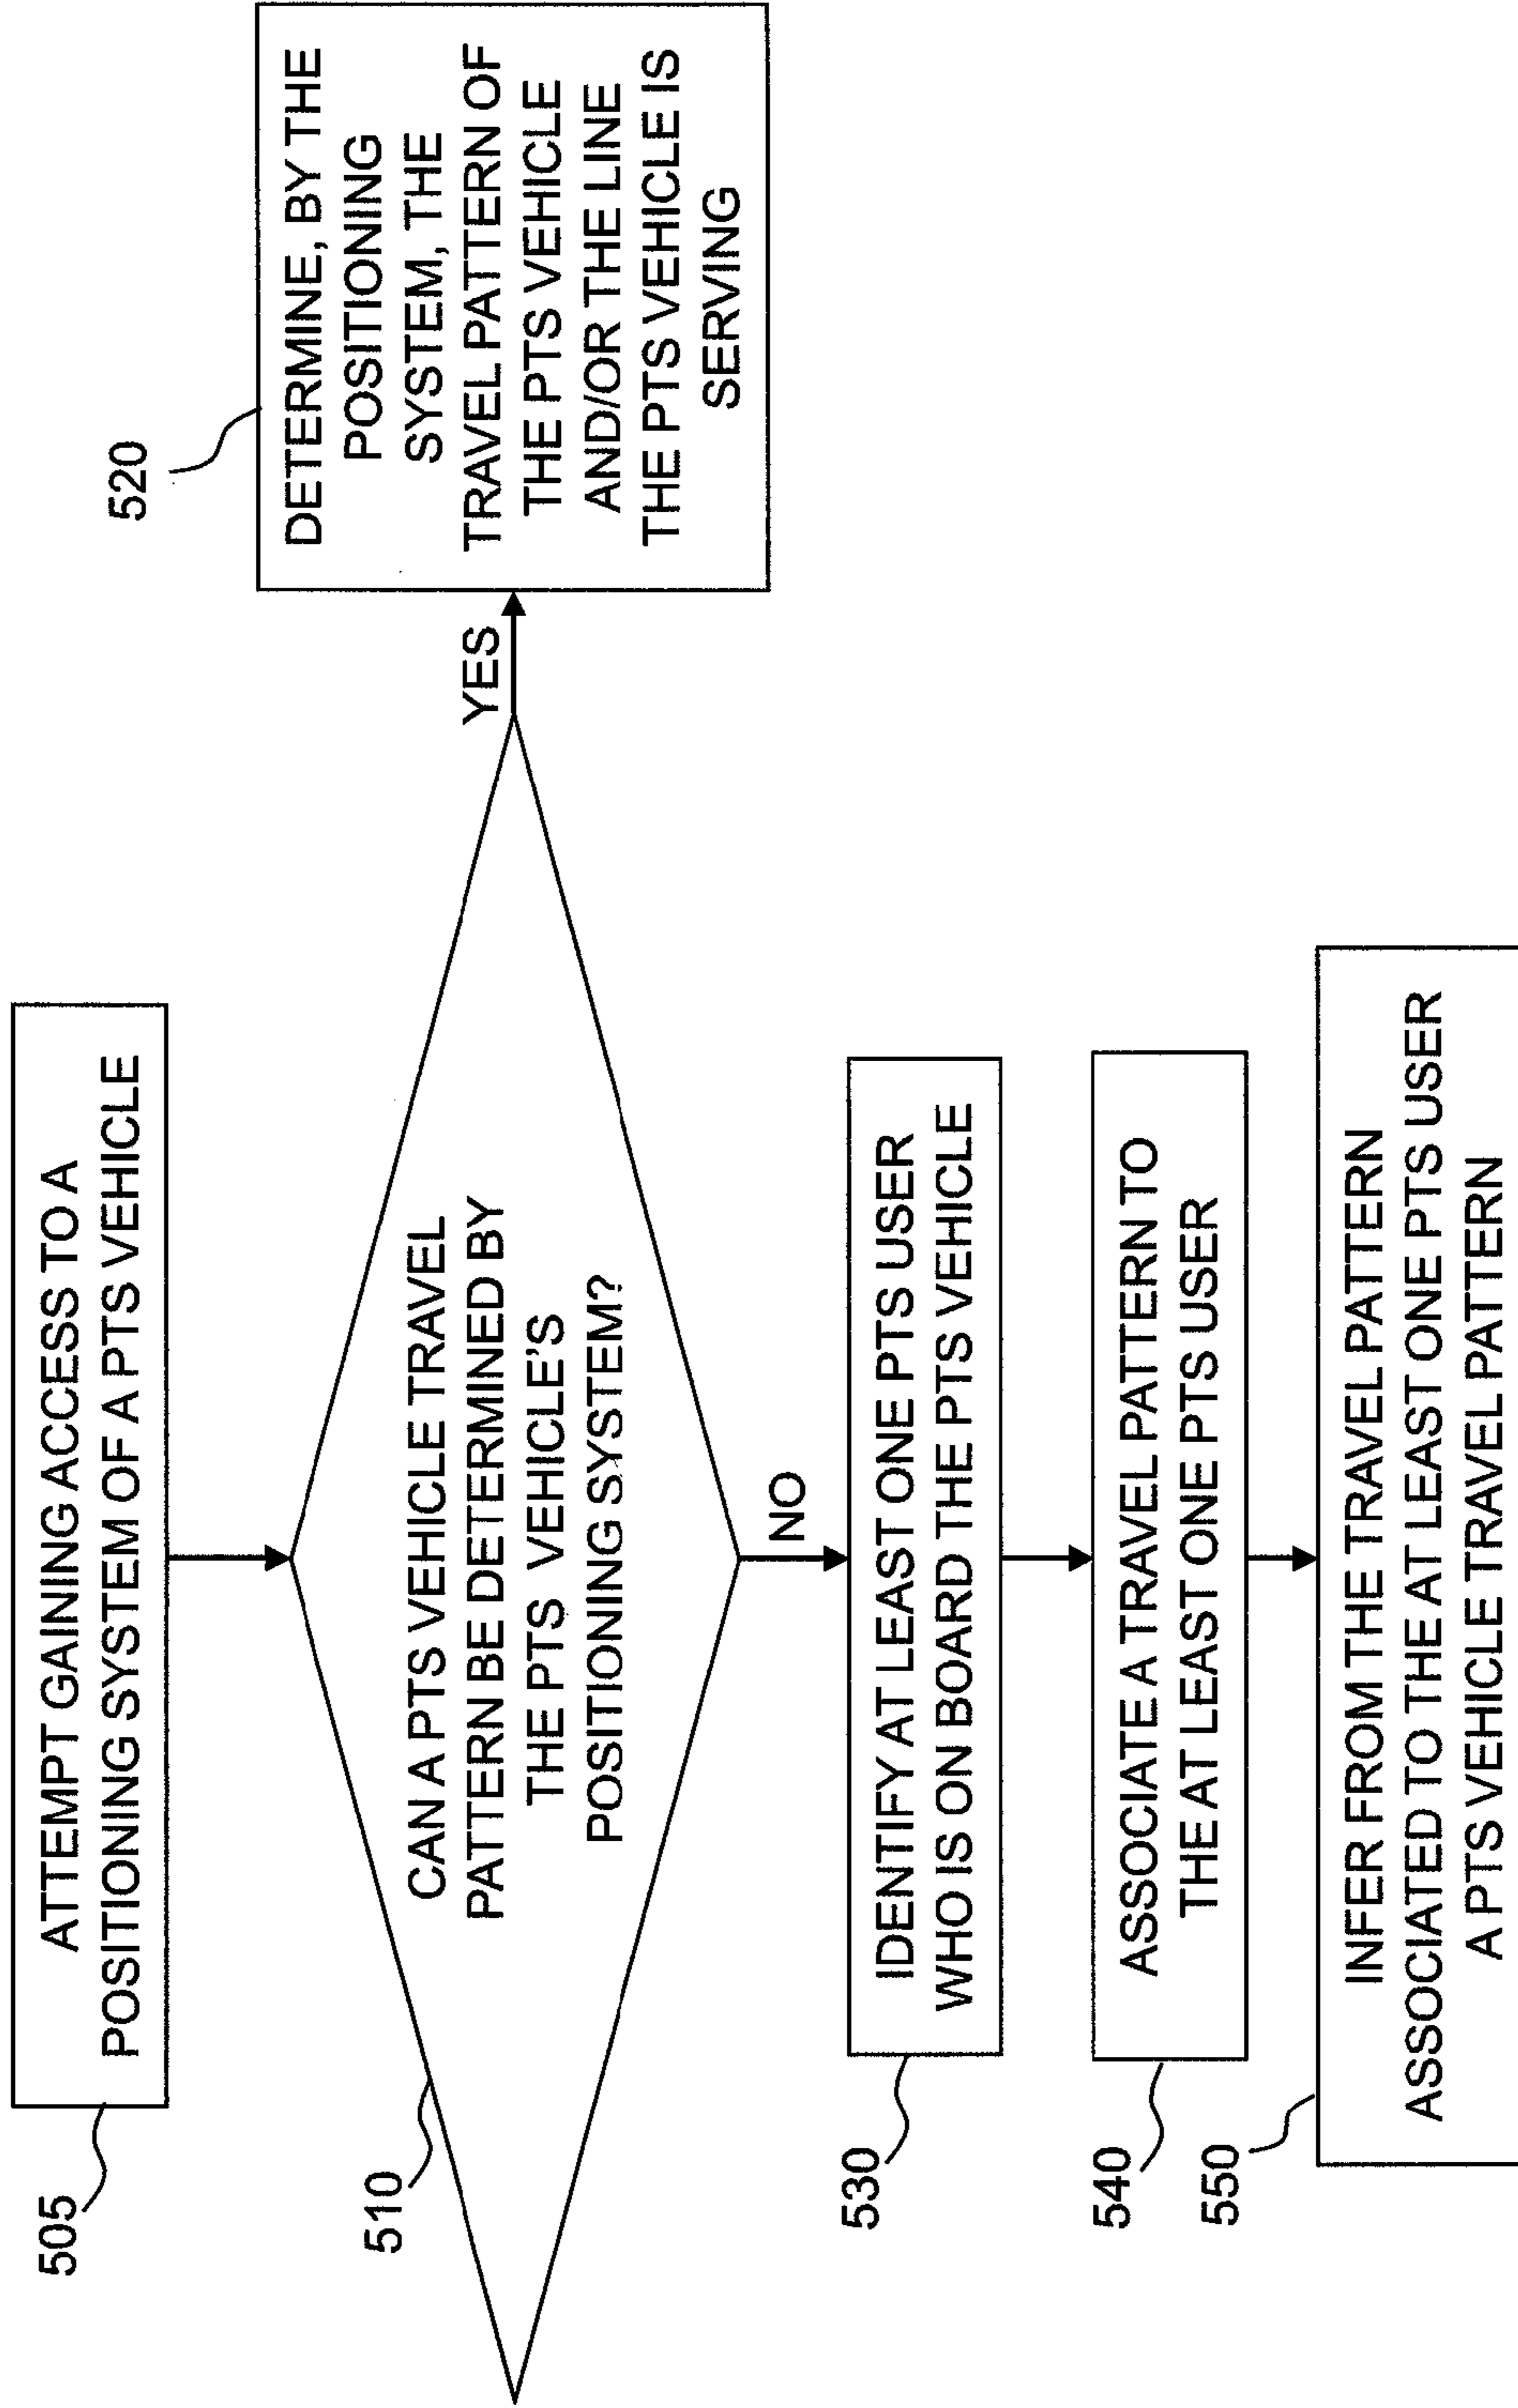 505
ATTEMPT GAINING ACCESS TO A
POSITIONING SYSTEM OF A PTS VEHICLE
510
CAN A PTS VEHICLE TRAVEL
PATTERN BE DETERMINED BY
THE PTS VEHICLE'S
POSITIONING SYSTEM?
YES
520
DETERMINE, BY THE
POSITIONING
SYSTEM, THE
TRAVEL PATTERN OF
THE PTS VEHICLE
AND/OR THE LINE
THE PTS VEHICLE IS
SERVING
NO
530
IDENTIFY AT LEAST ONE PTS USER
WHO IS ON BOARD THE PTS VEHICLE
540
ASSOCIATE A TRAVEL PATTERN TO
THE AT LEAST ONE PTS USER
550
INFER FROM THE TRAVEL PATTERN
ASSOCIATED TO THE AT LEAST ONE PTS USER
A PTS VEHICLE TRAVEL PATTERN